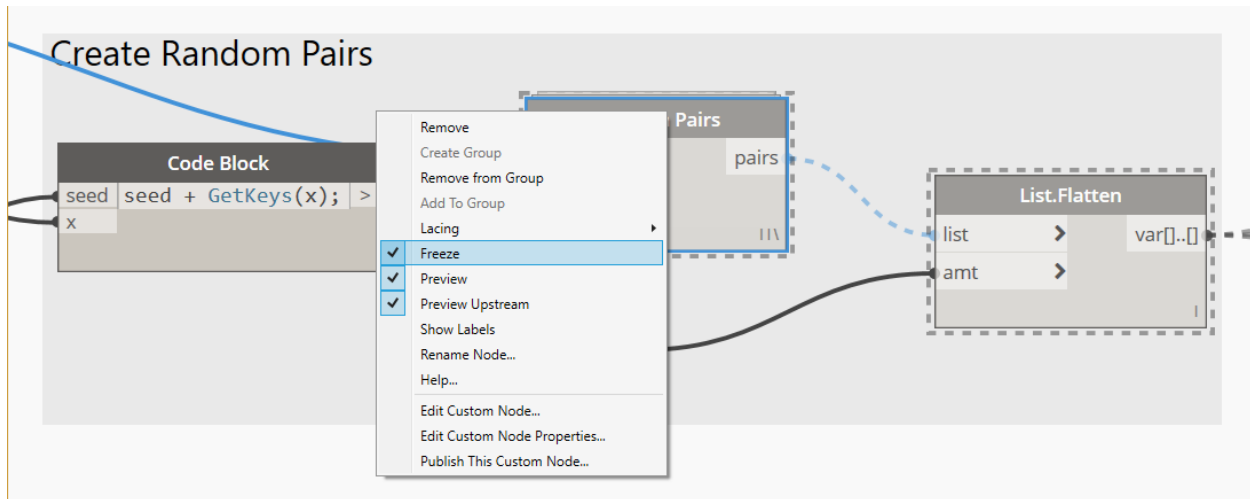 Create Random Pairs
Code Block
seed
seed + GetKeys(x);
>
x
Remove
Create Group
Remove from Group
Add To Group
Lacing
Freeze
Preview
Preview Upstream
Show Labels
Rename Node...
Help...
Edit Custom Node...
Edit Custom Node Properties...
Publish This Custom Node...
Pairs
pairs
List.Flatten
list
>
var[]..[]
amt
>